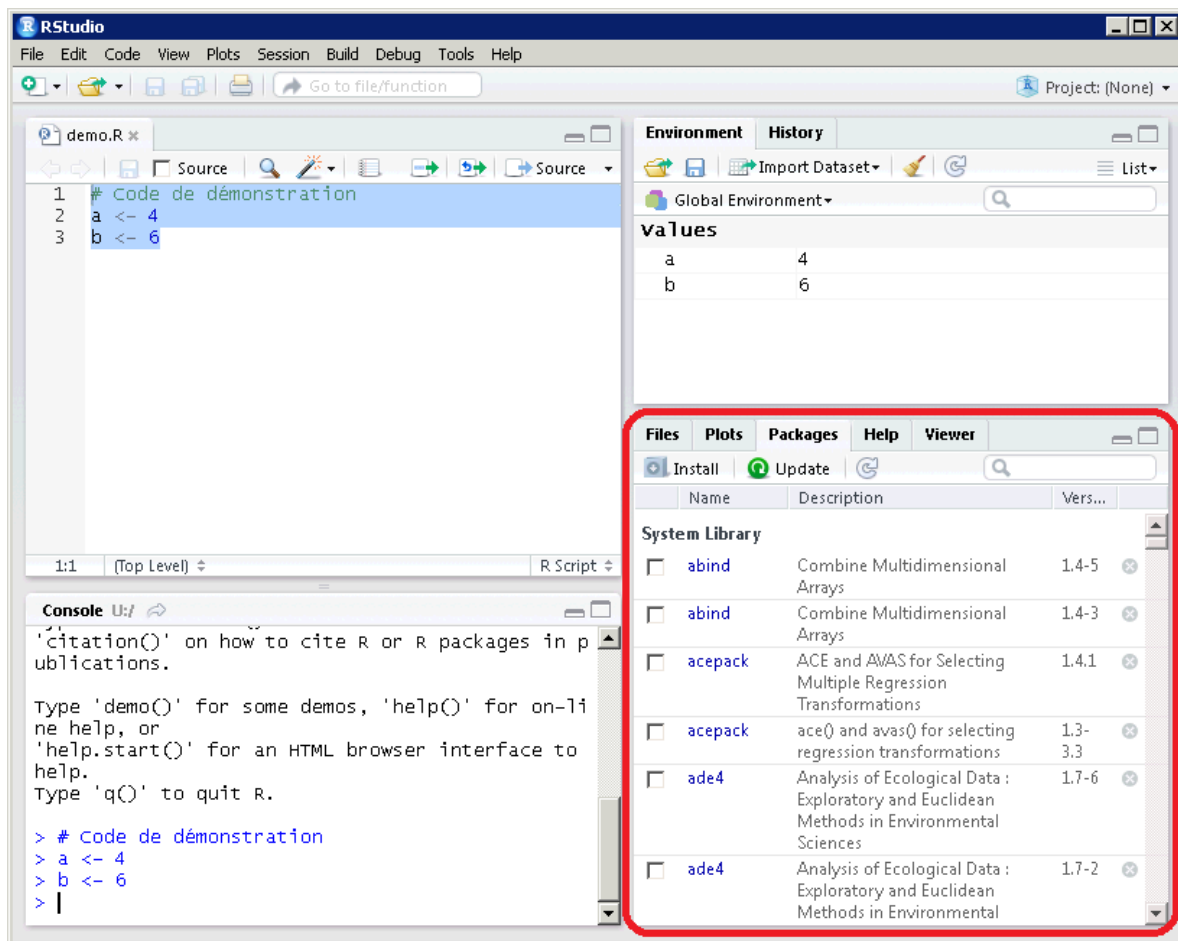 RStudio
File Edit Code View Plots Session Build Debug Tools Help
Go to file/function
Project: (None)
demo.R
Source
Source
1 # Code de démonstration
2 a <- 4
3 b <- 6
1:1 (Top Level) R Script
Console U:/
'citation()' on how to cite R or R packages in p
ublications.
Type 'demo()' for some demos, 'help()' for on-li
ne help, or
'help.start()' for an HTML browser interface to
help.
Type 'q()' to quit R.
> # Code de démonstration
> a <- 4
> b <- 6
>
Environment History
Import Dataset
List
Global Environment
Values
a 4
b 6
Files Plots Packages Help Viewer
Install Update
Name Description Vers...
System Library
abind Combine Multidimensional 1.4-5
Arrays
abind Combine Multidimensional 1.4-3
Arrays
acepack ACE and AVAS for Selecting 1.4.1
Multiple Regression
Transformations
acepack ace() and avas() for selecting 1.3-
regression transformations 3.3
ade4 Analysis of Ecological Data : 1.7-6
Exploratory and Euclidean
Methods in Environmental
Sciences
ade4 Analysis of Ecological Data : 1.7-2
Exploratory and Euclidean
Methods in Environmental